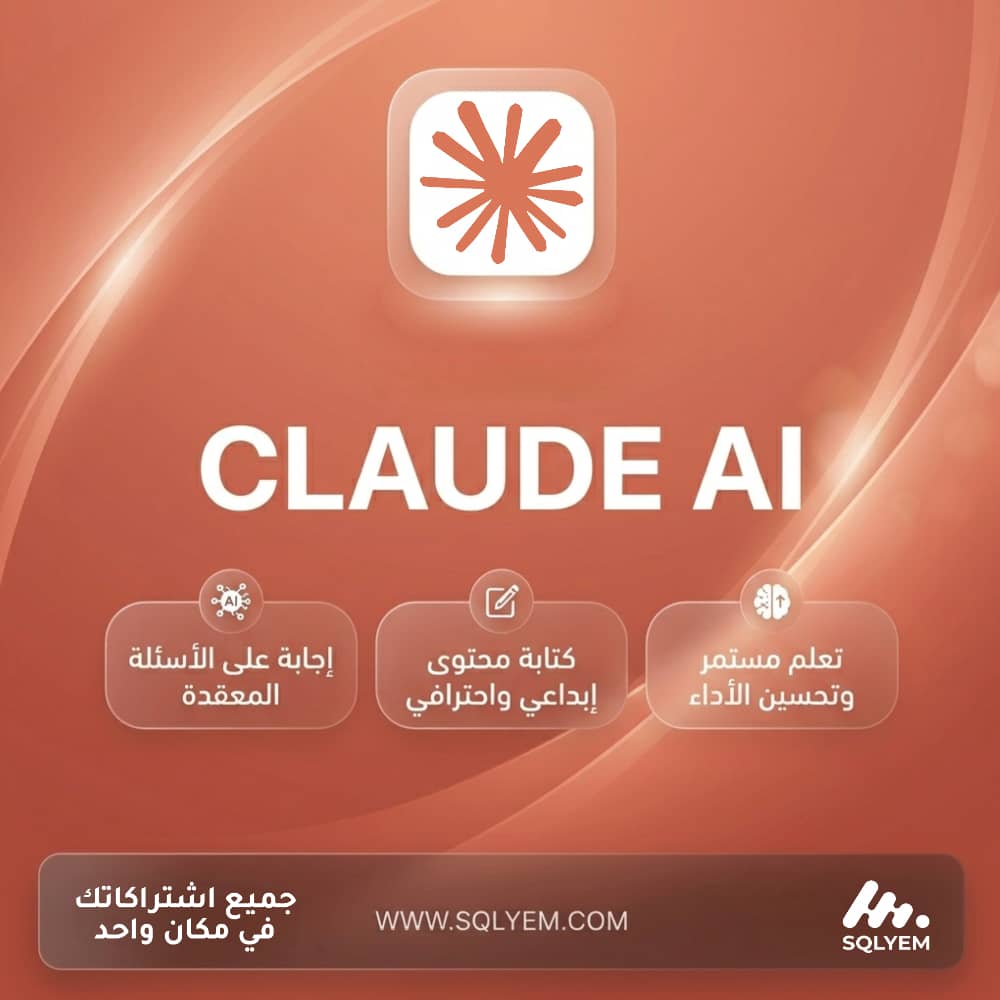 CLAUDE AI
تعلم مستمر
وتحسين الأداء
كتابة محتوى
إبداعي واحترافي
AI
إجابة على الأسئلة
المعقدة
جميع اشتراكاتك
في مكان واحد
WWW.SQLYEM.COM
SQLYEM